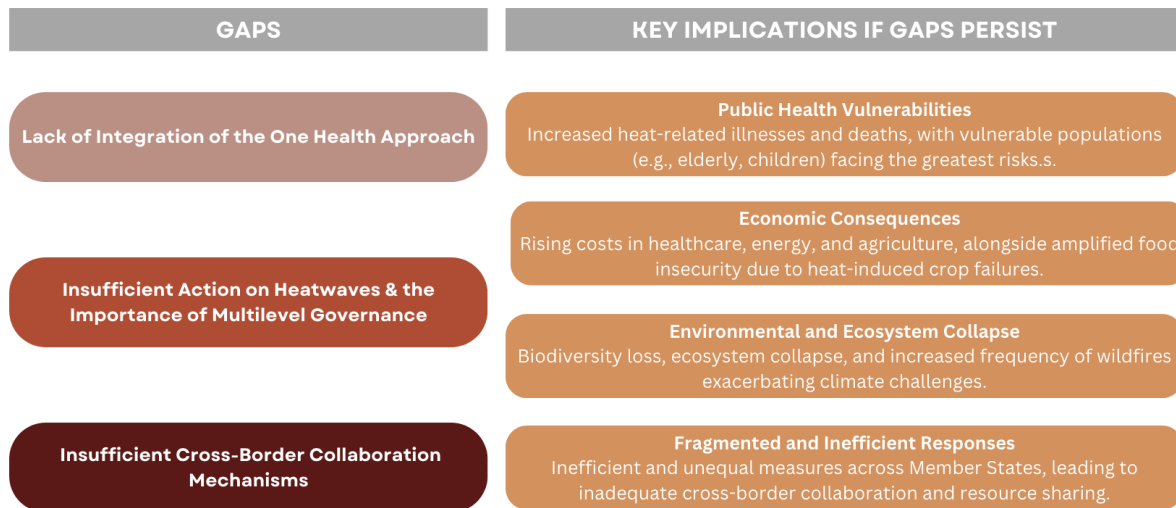 GAPS
Lack of Integration of the One Health Approach
Insufficient Action on Heatwaves & the
Importance of Multilevel Governance
Insufficient Cross-Border Collaboration
Mechanisms
KEY IMPLICATIONS IF GAPS PERSIST
Public Health Vulnerabilities
Increased heat-related illnesses and deaths, with vulnerable populations
(e.g., elderly, children) facing the greatest risks.s.
Economic Consequences
Rising costs in healthcare, energy, and agriculture, alongside amplified food
insecurity due to heat-induced crop failures.
Environmental and Ecosystem Collapse
Biodiversity loss, ecosystem collapse, and increased frequency of wildfires
exacerbating climate challenges.
Fragmented and Inefficient Responses
Inefficient and unequal measures across Member States, leading to
inadequate cross-border collaboration and resource sharing.